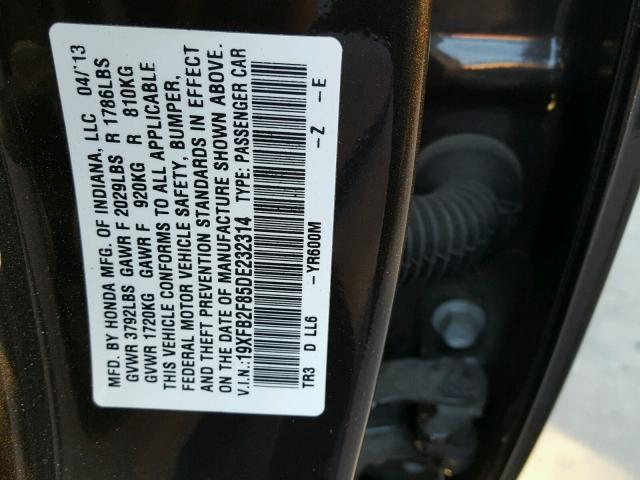 MFD. BY HONDA MFG. OF INDIANA, LLC 04/'13
GVWR 3792LBS GAWR F 2029LBS R 1786LBS
GVWR 1720KG GAWR F 920KG R 810KG
THIS VEHICLE CONFORMS TO ALL APPLICABLE
FEDERAL MOTOR VEHICLE SAFETY, BUMPER,
AND THEFT PREVENTION STANDARDS IN EFFECT
ON THE DATE OF MANUFACTURE SHOWN ABOVE.
V.I.N.:19XFB2F85DE232314 TYPE: PASSENGER CAR
TR3 D LL6 –YR600M –Z –E